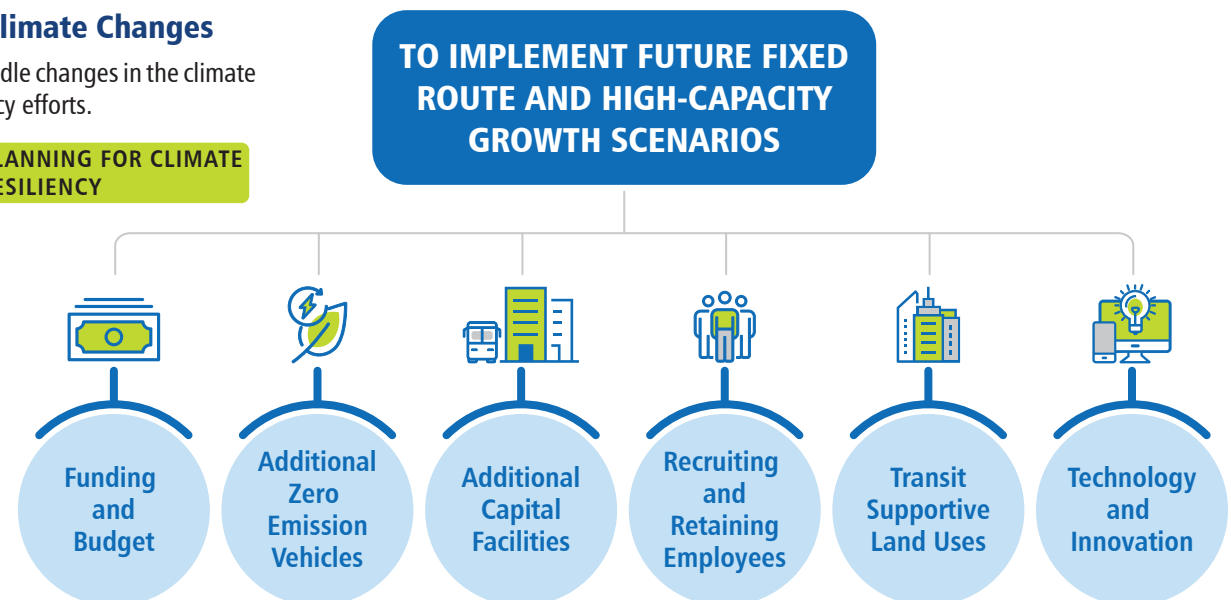 limate Changes
dle changes in the climate
cy efforts.
LANNING FOR CLIMATE
ESILIENCY
TO IMPLEMENT FUTURE FIXED
ROUTE AND HIGH-CAPACITY
GROWTH SCENARIOS
Funding
and
Budget
Additional
Zero
Emission
Vehicles
Additional
Capital
Facilities
Recruiting
and
Retaining
Employees
Transit
Supportive
Land Uses
Technology
and
Innovation